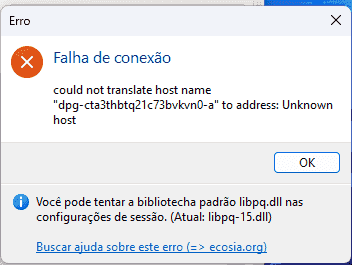 Erro
Falha de conexão
could not translate host name
"dpg-cta3thbtq21c73bvkvn0-a" to address: Unknown
host
OK
Você pode tentar a bibliotecha padrão libpq.dll nas
configurações de sessão. (Atual: libpq-15.dll)
Buscar ajuda sobre este erro (=> ecosia.org)